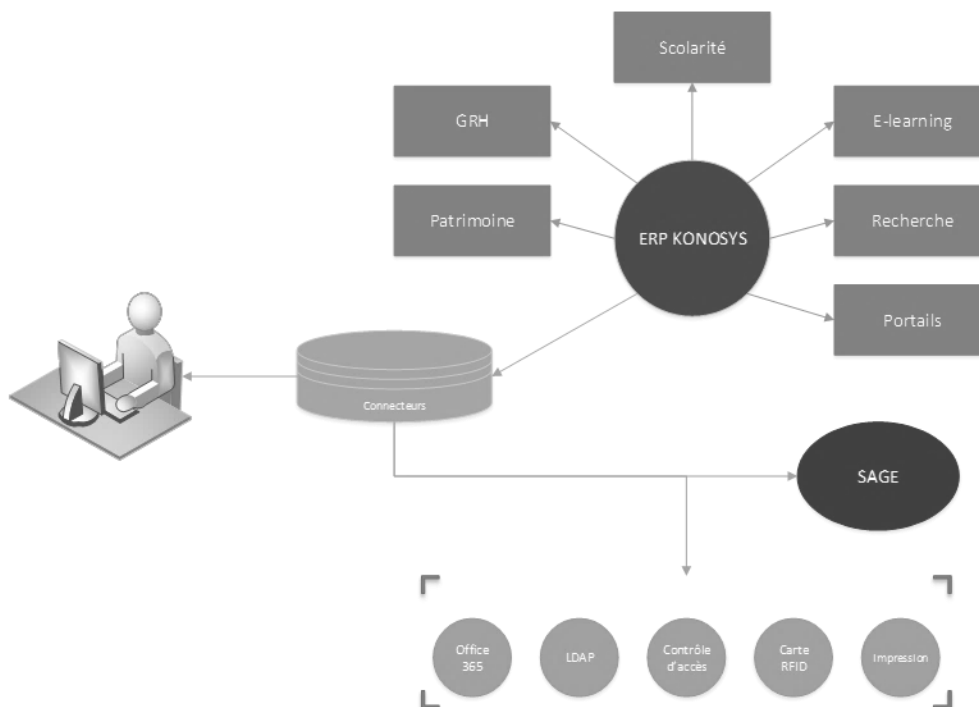 Scolarité
GRH
E-learning
Patrimoine
ERP KONOSYS
Recherche
Portails
Connecteurs
SAGE
Office
365
LDAP
Contrôle
d'accès
Carte
RFID
Impression